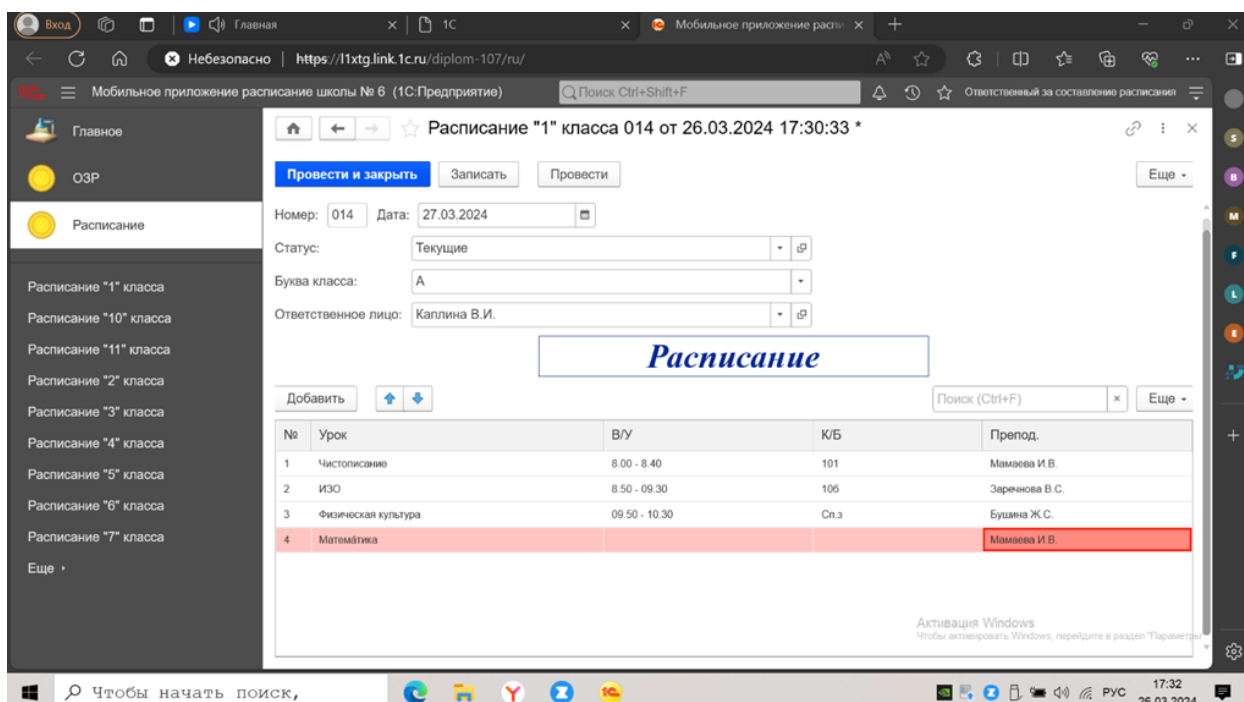 Вход Главная 1С Мобильное приложение распи
Небезопасно https://l1xtg.link.1c.ru/diplom-107/ru/
Мобильное приложение расписание школы № 6 (1С:Предприятие) Поиск Ctrl+Shift+F Ответственный за составление расписания
Главное
ОЗР
Расписание
Расписание "1" класса
Расписание "10" класса
Расписание "11" класса
Расписание "2" класса
Расписание "3" класса
Расписание "4" класса
Расписание "5" класса
Расписание "6" класса
Расписание "7" класса
Еще
Расписание "1" класса 014 от 26.03.2024 17:30:33 *
Провести и закрыть Записать Провести Еще
Номер: 014 Дата: 27.03.2024
Статус: Текущие
Буква класса: А
Ответственное лицо: Каплина В.И.
Расписание
Добавить Поиск (Ctrl+F) Еще
№ Урок В/У К/Б Препод.
1 Чистописание 8.00 - 8.40 101 Мамаева И.В.
2 ИЗО 8.50 - 09.30 106 Заречнова В.С.
3 Физическая культура 09.50 - 10.30 Сп.з Бушина Ж.С.
4 Математика Мамаева И.В.
Активация Windows
Чтобы активировать Windows, перейдите в раздел "Параметры
Чтобы начать поиск, РУС 17:32
26.03.2024